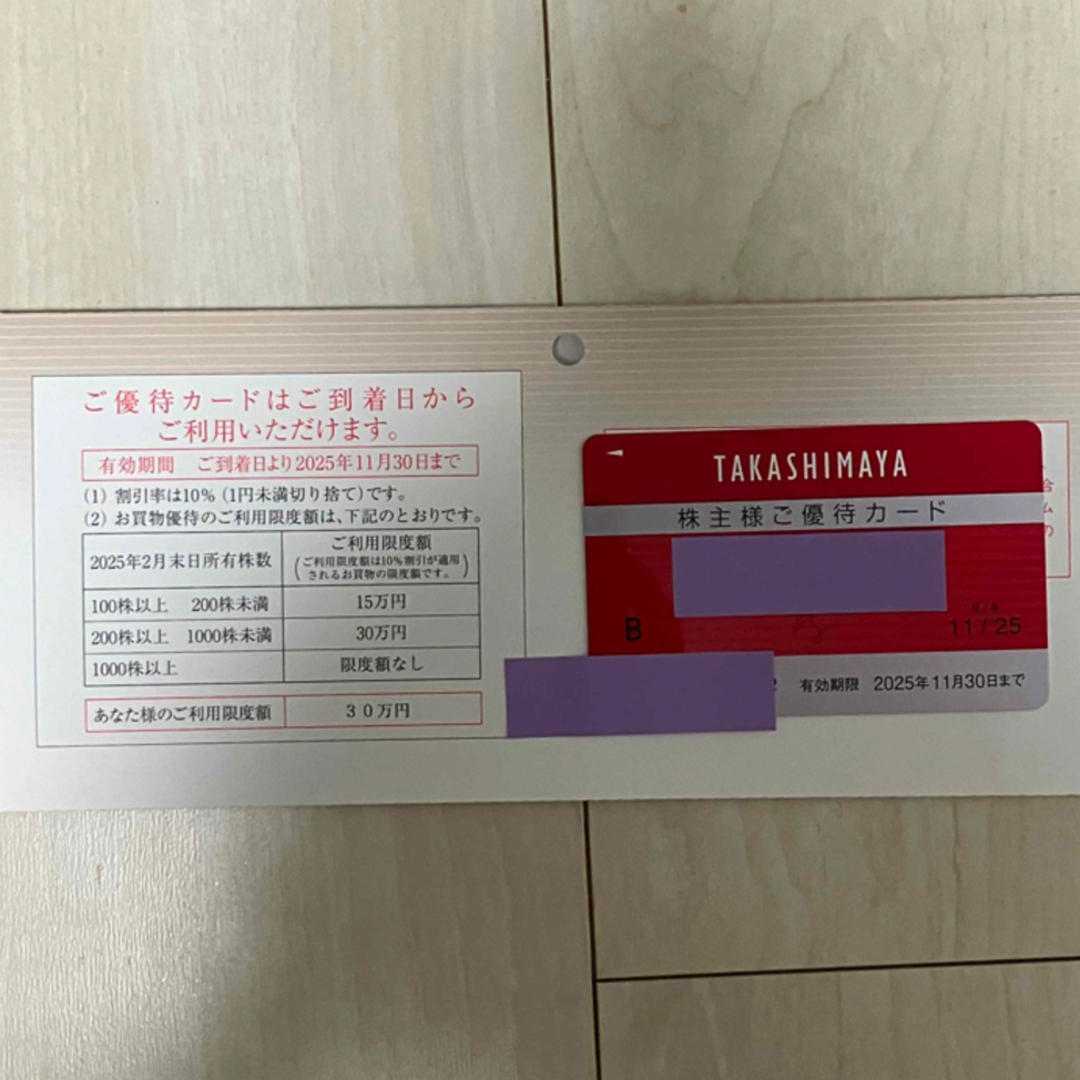 ご優待カードはご到着日から
ご利用いただけます。
有効期間 ご到着日より2025年11月30日まで
(1) 割引率は10% (1円未満切り捨て)です。
(2) お買物優待のご利用限度額は、下記のとおりです。
2025年2月末日所有株数 ご利用限度額
(ご利用限度額は10%割引が適用
されるお買物の限度額です。)
100株以上 200株未満 15万円
200株以上 1000株未満 30万円
1000株以上 限度額なし
あなた様のご利用限度額 30万円
TAKASHIMAYA
株主様ご優待カード
B 11/'25
2 有効期限 2025年11月30日まで